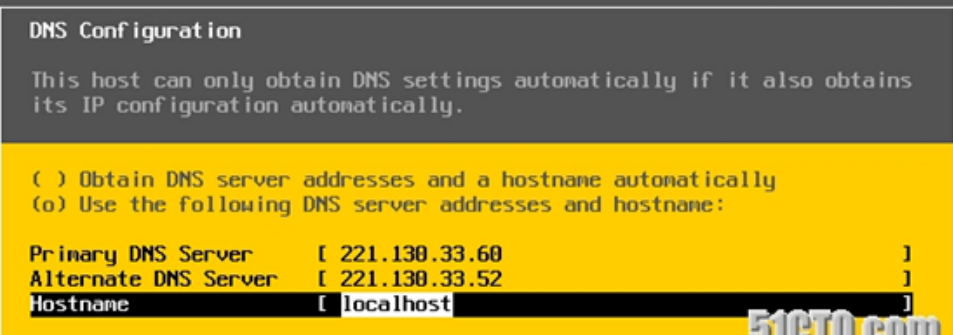 DNS Configuration
This host can only obtain DNS settings automatically if it also obtains
its IP configuration automatically.
( ) Obtain DNS server addresses and a hostname automatically
(o) Use the following DNS server addresses and hostname:
Primary DNS Server [ 221.130.33.60 ]
Alternate DNS Server [ 221.130.33.52 ]
Hostname [ localhost ]
51CTO.com